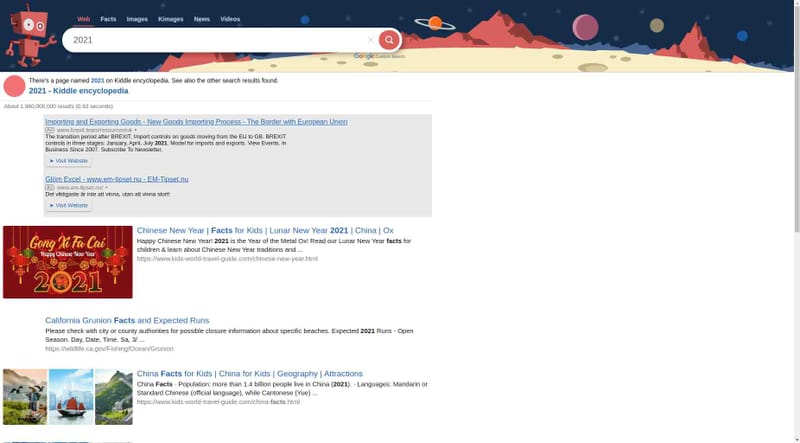 Web Facts Images Kimages News Videos
2021
Google Custom Search
There's a page named 2021 on Kiddle encyclopedia. See also the other search results found.
2021 - Kiddle encyclopedia
About 1,960,000,000 results (0.93 seconds)
Importing and Exporting Goods - New Goods Importing Process - The Border with European Union
Ad
The transition period after BREXIT, Import controls on goods moving from the EU to GB. BREXIT
controls in three stages: January, April, July 2021. Model for imports and exports. View Events. In
Business Since 2007. Subscribe To Newsletter.
➤ Visit Website
Glöm Excel - www.em-tipset.nu - EM-Tipset.nu
Ad www.em-tipset.nu/
Det viktigaste är inte att vinna, utan att vinna stort!
➤ Visit Website
Gong Xi Fa Cai
Happy Chinese New Year
2021
Chinese New Year | Facts for Kids | Lunar New Year 2021 | China | Ox
Happy Chinese New Year! 2021 is the Year of the Metal Ox! Read our Lunar New Year facts for
children & learn about Chinese New Year traditions and ...
https://www.kids-world-travel-guide.com/chinese-new-year.html
California Grunion Facts and Expected Runs
Please check with city or county authorities for possible closure information about specific beaches. Expected 2021 Runs - Open
Season. Day, Date, Time. Sa, 3/ ...
https://wildlife.ca.gov/Fishing/Ocean/Grunion
China Facts for Kids | China for Kids | Geography | Attractions
China Facts · Population: more than 1.4 billion people live in China (2021). · Languages: Mandarin or
Standard Chinese (official language), while Cantonese (Yue) ...
https://www.kids-world-travel-guide.com/china-facts.html